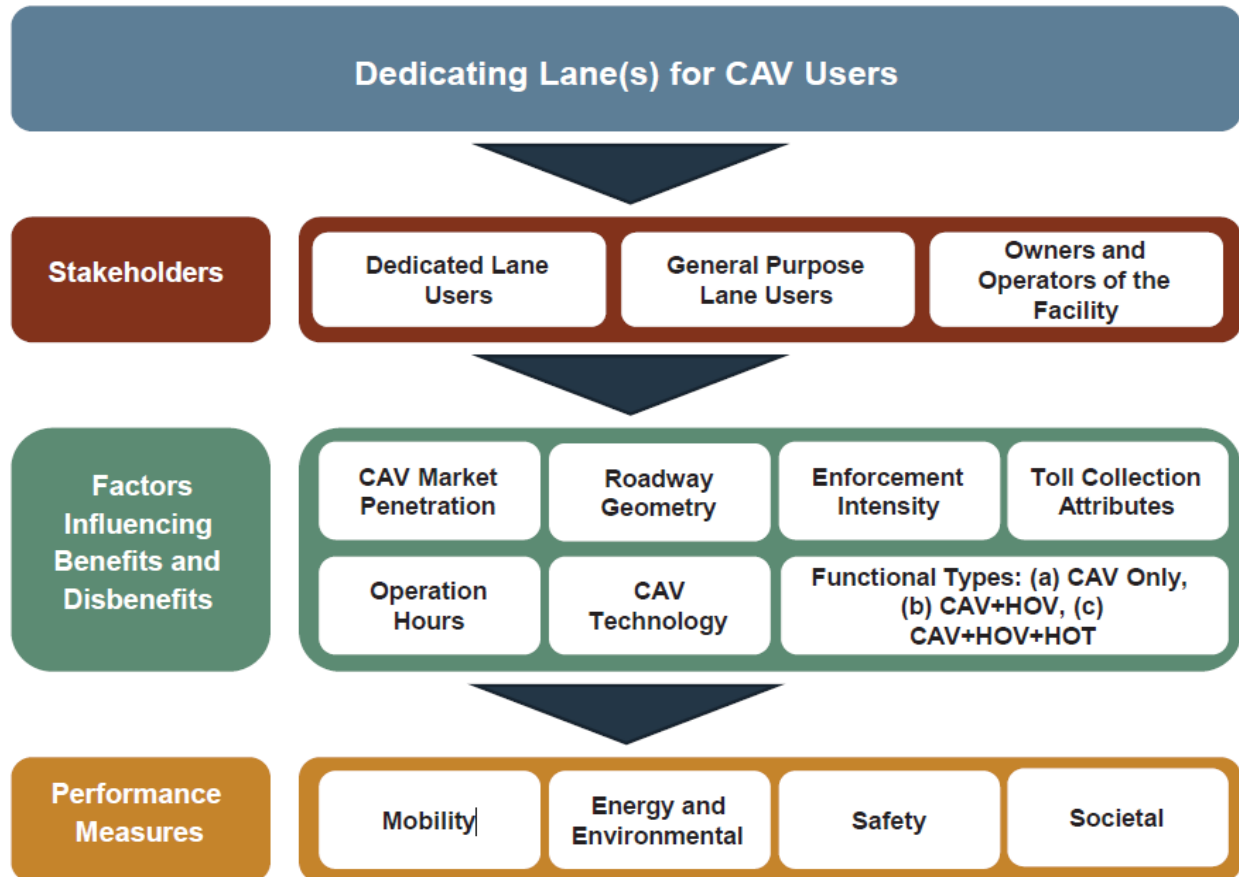 Dedicating Lane(s) for CAV Users
Stakeholders
Dedicated Lane
Users
General Purpose
Lane Users
Owners and
Operators of the
Facility
Factors
Influencing
Benefits and
Disbenefits
CAV Market
Penetration
Roadway
Geometry
Enforcement
Intensity
Toll Collection
Attributes
Operation
Hours
CAV
Technology
Functional Types: (a) CAV Only,
(b) CAV+HOV, (c)
CAV+HOV+HOT
Performance
Measures
Mobility
Energy and
Environmental
Safety
Societal